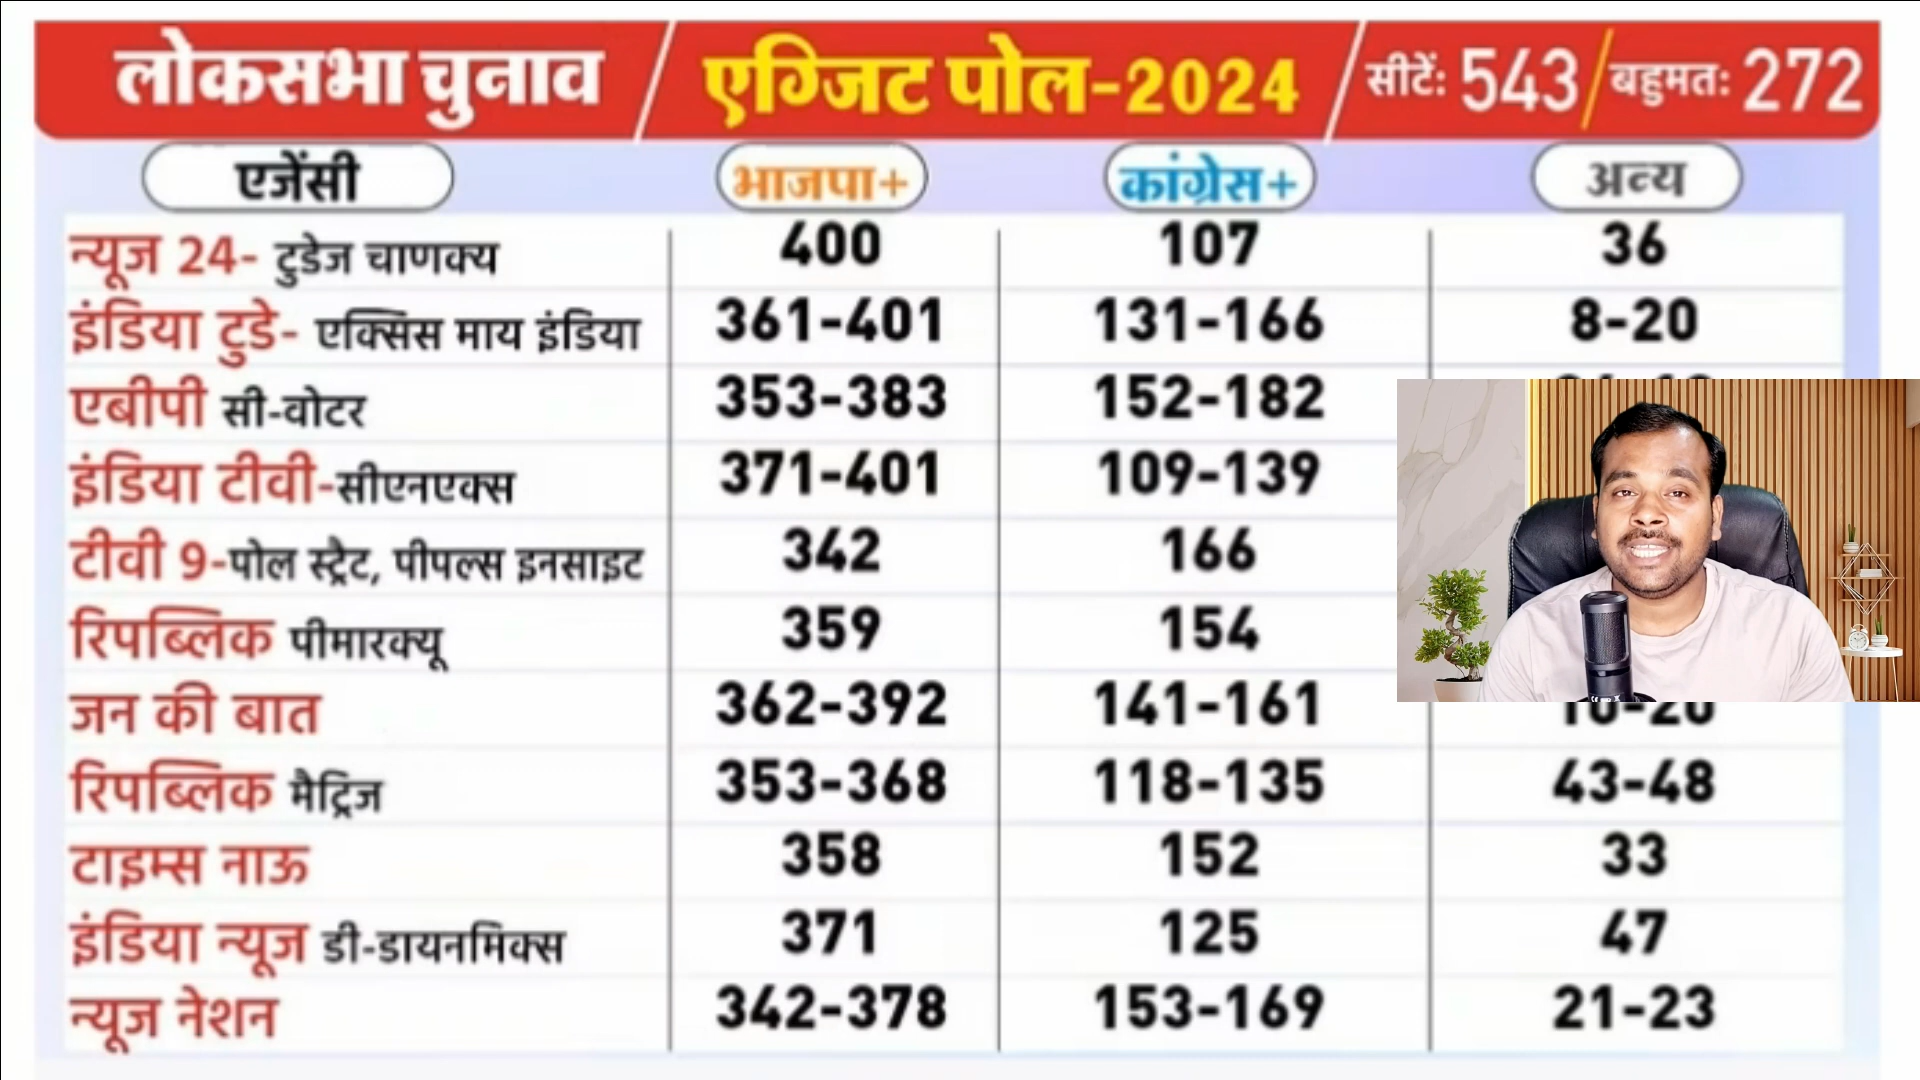 लोकसभा चुनाव / एग्जिट पोल-2024 / सीटें: 543 / बहुमत: 272
एजेंसी भाजपा+ कांग्रेस+ अन्य
न्यूज 24- टुडेज चाणक्य 400 107 36
इंडिया टुडे- एक्सिस माय इंडिया 361-401 131-166 8-20
एबीपी सी-वोटर 353-383 152-182
इंडिया टीवी-सीएनएक्स 371-401 109-139
टीवी 9-पोल स्ट्रैट, पीपल्स इनसाइट 342 166
रिपब्लिक पीमारक्यू 359 154
जन की बात 362-392 141-161
रिपब्लिक मैट्रिज 353-368 118-135 43-48
टाइम्स नाऊ 358 152 33
इंडिया न्यूज डी-डायनमिक्स 371 125 47
न्यूज नेशन 342-378 153-169 21-23